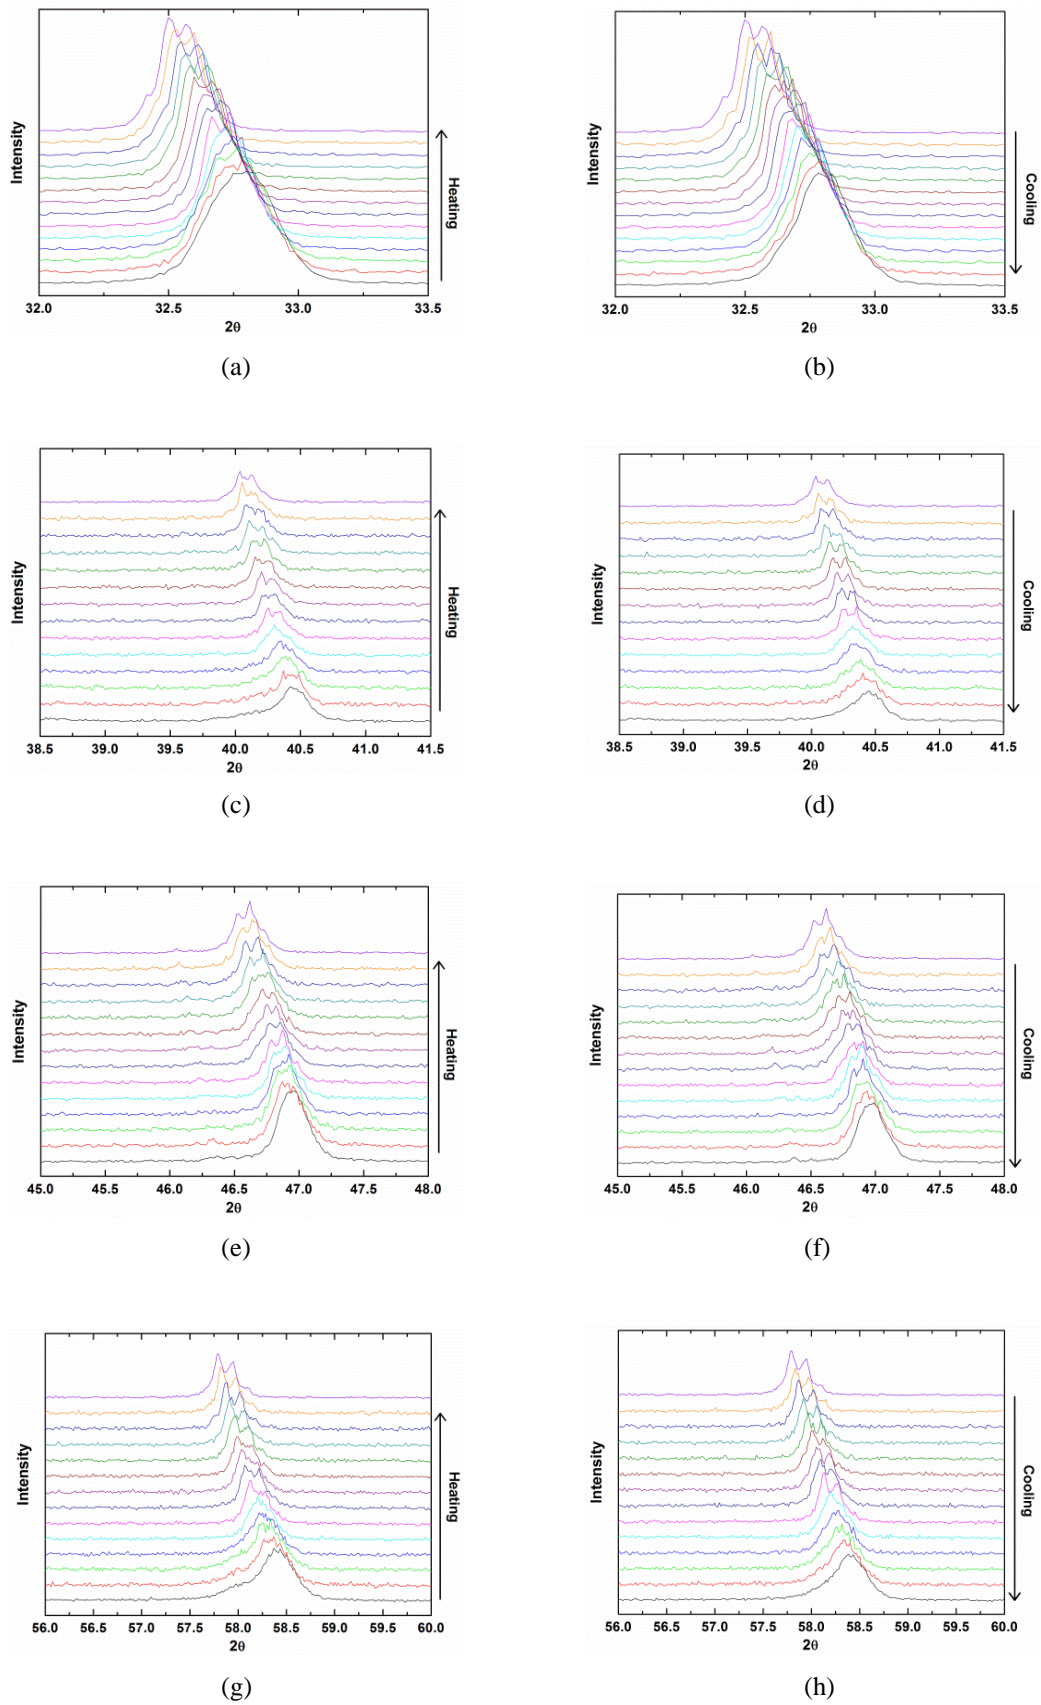 Intensity
Heating
32.0 32.5 33.0 33.5
2θ
(a)
Intensity
Cooling
32.0 32.5 33.0 33.5
2θ
(b)
Intensity
Heating
38.5 39.0 39.5 40.0 40.5 41.0 41.5
2θ
(c)
Intensity
Cooling
38.5 39.0 39.5 40.0 40.5 41.0 41.5
2θ
(d)
Intensity
Heating
45.0 45.5 46.0 46.5 47.0 47.5 48.0
2θ
(e)
Intensity
Cooling
45.0 45.5 46.0 46.5 47.0 47.5 48.0
2θ
(f)
Intensity
Heating
56.0 56.5 57.0 57.5 58.0 58.5 59.0 59.5 60.0
2θ
(g)
Intensity
Cooling
56.0 56.5 57.0 57.5 58.0 58.5 59.0 59.5 60.0
2θ
(h)